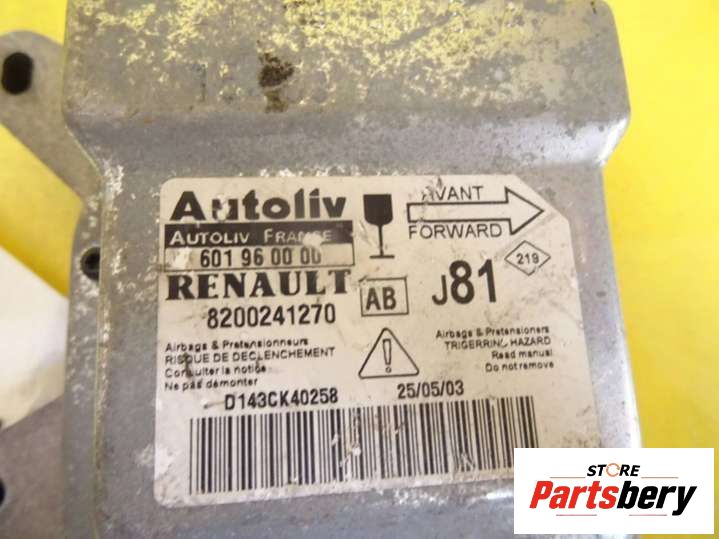 Autoliv
AUTOLIV FRANCE
601 96 00 00
RENAULT
8200241270
AVANT
FORWARD
AB
J81
219
Airbags & Pretensionneurs
RISQUE DE DECLENCHEMENT
Consulter la notice
Ne pas démonter
Airbags & Pretensioners
TRIGERRING HAZARD
Read manual
Do not remove
D143CK40258
25/05/03
STORE
Partsbery